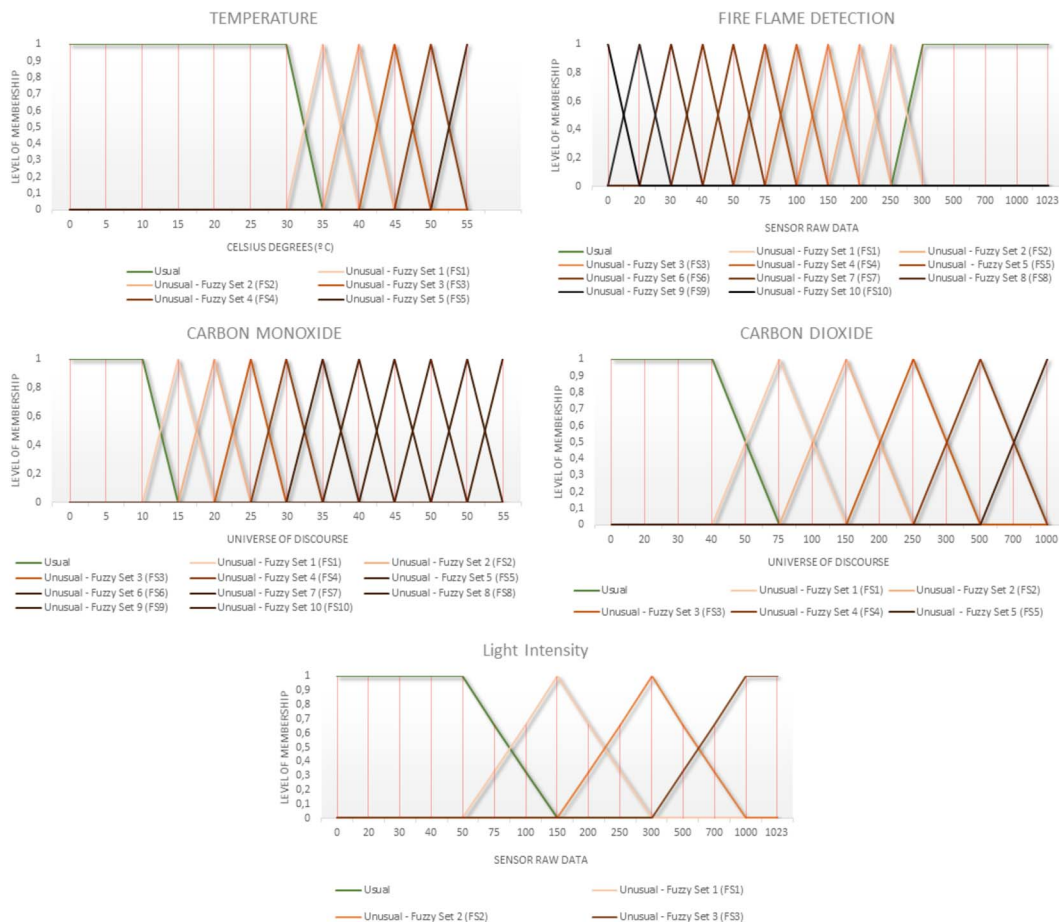 TEMPERATURE
LEVEL OF MEMBERSHIP
1
0,9
0,8
0,7
0,6
0,5
0,4
0,3
0,2
0,1
0
0 5 10 15 20 25 30 35 40 45 50 55
CELSIUS DEGREES (º C)
Usual Unusual - Fuzzy Set 1 (FS1)
Unusual - Fuzzy Set 2 (FS2) Unusual - Fuzzy Set 3 (FS3)
Unusual - Fuzzy Set 4 (FS4) Unusual - Fuzzy Set 5 (FS5)
FIRE FLAME DETECTION
LEVEL OF MEMBERSHIP
1
0,8
0,6
0,4
0,2
0
0 20 30 40 50 75 100 150 200 250 300 500 700 1000 1023
SENSOR RAW DATA
Usual Unusual - Fuzzy Set 1 (FS1) Unusual - Fuzzy Set 2 (FS2)
Unusual - Fuzzy Set 3 (FS3) Unusual - Fuzzy Set 4 (FS4) Unusual - Fuzzy Set 5 (FS5)
Unusual - Fuzzy Set 6 (FS6) Unusual - Fuzzy Set 7 (FS7) Unusual - Fuzzy Set 8 (FS8)
Unusual - Fuzzy Set 9 (FS9) Unusual - Fuzzy Set 10 (FS10)
CARBON MONOXIDE
LEVEL OF MEMBERSHIP
1
0,8
0,6
0,4
0,2
0
0 5 10 15 20 25 30 35 40 45 50 55
UNIVERSE OF DISCOURSE
Usual Unusual - Fuzzy Set 1 (FS1) Unusual - Fuzzy Set 2 (FS2)
Unusual - Fuzzy Set 3 (FS3) Unusual - Fuzzy Set 4 (FS4) Unusual - Fuzzy Set 5 (FS5)
Unusual - Fuzzy Set 6 (FS6) Unusual - Fuzzy Set 7 (FS7) Unusual - Fuzzy Set 8 (FS8)
Unusual - Fuzzy Set 9 (FS9) Unusual - Fuzzy Set 10 (FS10)
CARBON DIOXIDE
LEVEL OF MEMBERSHIP
1
0,9
0,8
0,7
0,6
0,5
0,4
0,3
0,2
0,1
0
0 20 30 40 50 75 100 150 200 250 300 500 700 1000
UNIVERSE OF DISCOURSE
Usual Unusual - Fuzzy Set 1 (FS1) Unusual - Fuzzy Set 2 (FS2)
Unusual - Fuzzy Set 3 (FS3) Unusual - Fuzzy Set 4 (FS4) Unusual - Fuzzy Set 5 (FS5)
Light Intensity
LEVEL OF MEMBERSHIP
1
0,9
0,8
0,7
0,6
0,5
0,4
0,3
0,2
0,1
0
0 20 30 40 50 75 100 150 200 250 300 500 700 1000 1023
SENSOR RAW DATA
Usual Unusual - Fuzzy Set 1 (FS1)
Unusual - Fuzzy Set 2 (FS2) Unusual - Fuzzy Set 3 (FS3)